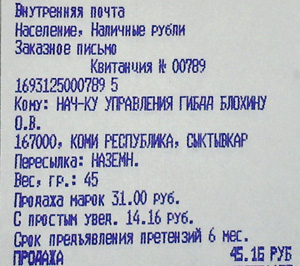 Внутренняя почта
Население, Наличные рубли
Заказное письмо
Квитанция № 00789
1693125000789 5
Кому: НАЧ-КУ УПРАВЛЕНИЯ ГИБДД БЛОХИНУ
О.В.
167000, КОМИ РЕСПУБЛИКА, СЫКТЫВКАР
Пересылка: НАЗЕМН.
Вес, гр.: 45
Продажа марок 31.00 РУБ.
С простым увед. 14.16 РУБ.
Срок предъявления претензий 6 мес.
ПРОДАЖА 45.16 РУБ